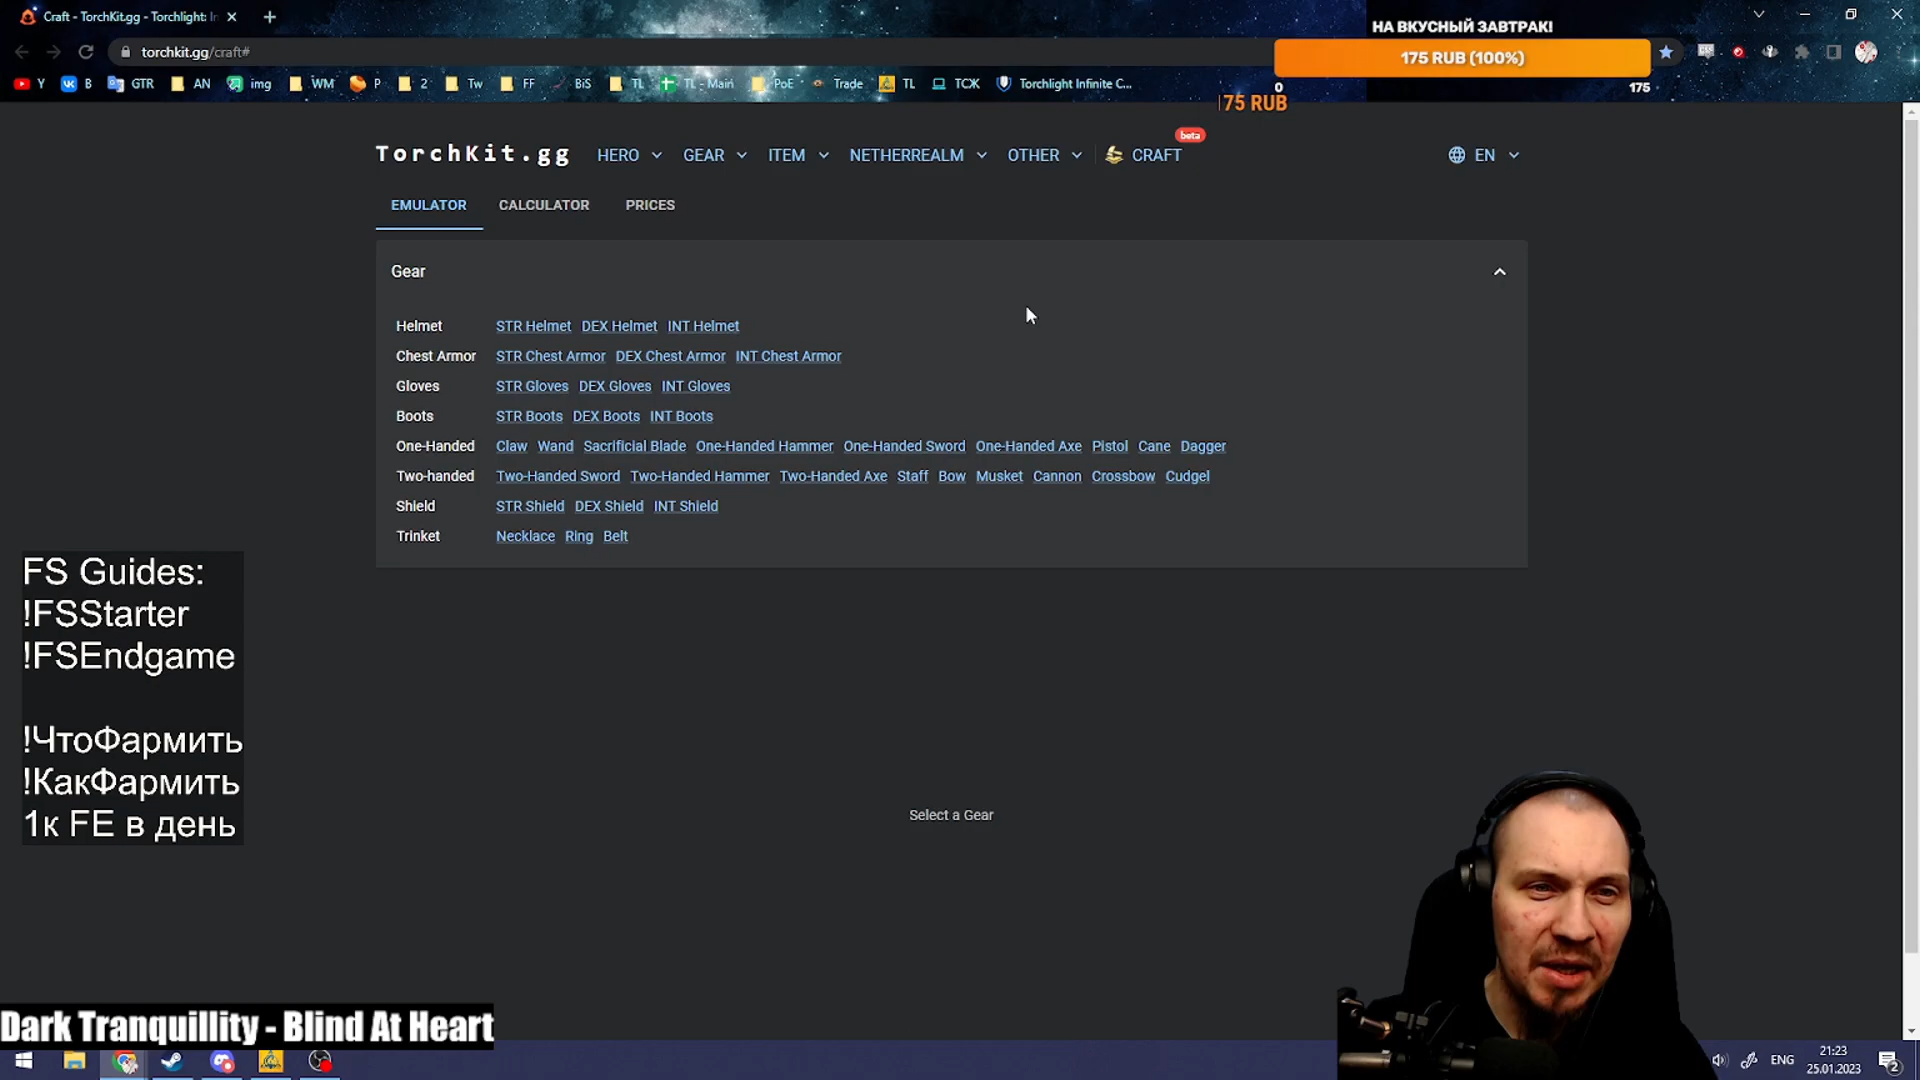 Craft - TorchKit.gg - Torchlight: In
torchkit.gg/craft#
НА ВКУСНЫЙ ЗАВТРАК!
175 RUB (100%)
0
175
75 RUB
Y
B
GTR
AN
img
WM
P
2
Tw
FF
BiS
TL
TL - Main
PoE
Trade
TL
ТСЖ
Torchlight Infinite C...
TorchKit.gg
HERO
GEAR
ITEM
NETHERREALM
OTHER
CRAFT
beta
EN
EMULATOR
CALCULATOR
PRICES
Gear
Helmet STR Helmet DEX Helmet INT Helmet
Chest Armor STR Chest Armor DEX Chest Armor INT Chest Armor
Gloves STR Gloves DEX Gloves INT Gloves
Boots STR Boots DEX Boots INT Boots
One-Handed Claw Wand Sacrificial Blade One-Handed Hammer One-Handed Sword One-Handed Axe Pistol Cane Dagger
Two-handed Two-Handed Sword Two-Handed Hammer Two-Handed Axe Staff Bow Musket Cannon Crossbow Cudgel
Shield STR Shield DEX Shield INT Shield
Trinket Necklace Ring Belt
Select a Gear
FS Guides:
!FSStarter
!FSEndgame
!ЧтоФармить
!КакФармить
1к FE в день
Dark Tranquillity - Blind At Heart
ENG
21:23
25.01.2023
2